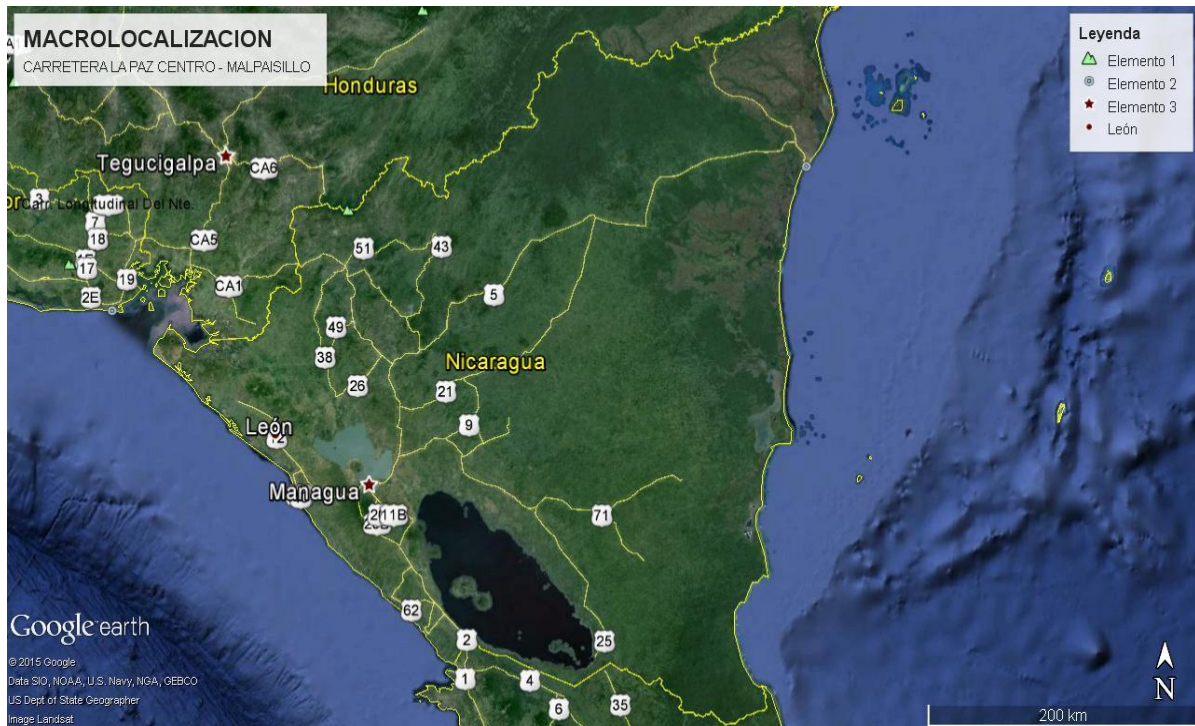 MACROLOCALIZACION
CARRETERA LA PAZ CENTRO - MALPAISILLO
Leyenda
Elemento 1
Elemento 2
Elemento 3
León
Honduras
Tegucigalpa
CA6
3
Carr. Longitudinal Del Nte.
7
18
CA5
51
43
17
19
CA1
2E
5
49
38
Nicaragua
26
21
9
León
Managua
11B
71
62
2
25
1
4
6
35
Google earth
© 2015 Google
Data SIO, NOAA, U.S. Navy, NGA, GEBCO
US Dept of State Geographer
Image Landsat
N
200 km